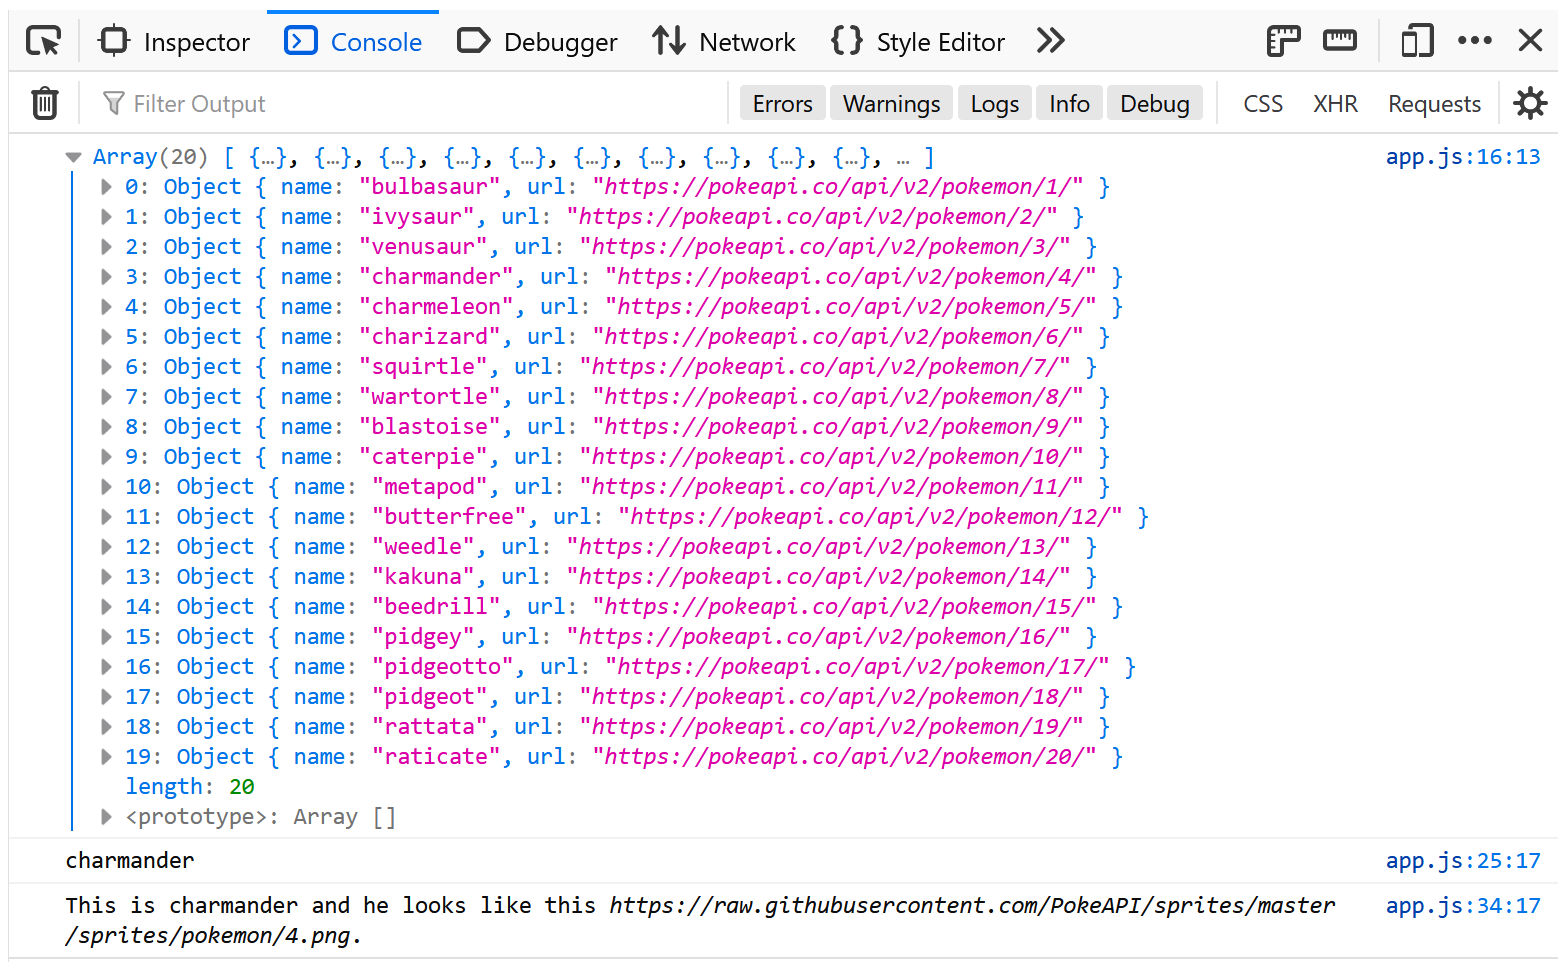 Inspector Console Debugger Network Style Editor
Filter Output Errors Warnings Logs Info Debug CSS XHR Requests
Array(20) [ {…}, {…}, {…}, {…}, {…}, {…}, {…}, {…}, {…}, {…}, … ] app.js:16:13
0: Object { name: "bulbasaur", url: "https://pokeapi.co/api/v2/pokemon/1/" }
1: Object { name: "ivysaur", url: "https://pokeapi.co/api/v2/pokemon/2/" }
2: Object { name: "venusaur", url: "https://pokeapi.co/api/v2/pokemon/3/" }
3: Object { name: "charmander", url: "https://pokeapi.co/api/v2/pokemon/4/" }
4: Object { name: "charmeleon", url: "https://pokeapi.co/api/v2/pokemon/5/" }
5: Object { name: "charizard", url: "https://pokeapi.co/api/v2/pokemon/6/" }
6: Object { name: "squirtle", url: "https://pokeapi.co/api/v2/pokemon/7/" }
7: Object { name: "wartortle", url: "https://pokeapi.co/api/v2/pokemon/8/" }
8: Object { name: "blastoise", url: "https://pokeapi.co/api/v2/pokemon/9/" }
9: Object { name: "caterpie", url: "https://pokeapi.co/api/v2/pokemon/10/" }
10: Object { name: "metapod", url: "https://pokeapi.co/api/v2/pokemon/11/" }
11: Object { name: "butterfree", url: "https://pokeapi.co/api/v2/pokemon/12/" }
12: Object { name: "weedle", url: "https://pokeapi.co/api/v2/pokemon/13/" }
13: Object { name: "kakuna", url: "https://pokeapi.co/api/v2/pokemon/14/" }
14: Object { name: "beedrill", url: "https://pokeapi.co/api/v2/pokemon/15/" }
15: Object { name: "pidgey", url: "https://pokeapi.co/api/v2/pokemon/16/" }
16: Object { name: "pidgeotto", url: "https://pokeapi.co/api/v2/pokemon/17/" }
17: Object { name: "pidgeot", url: "https://pokeapi.co/api/v2/pokemon/18/" }
18: Object { name: "rattata", url: "https://pokeapi.co/api/v2/pokemon/19/" }
19: Object { name: "raticate", url: "https://pokeapi.co/api/v2/pokemon/20/" }
length: 20
<prototype>: Array []
charmander app.js:25:17
This is charmander and he looks like this https://raw.githubusercontent.com/PokeAPI/sprites/master app.js:34:17
/sprites/pokemon/4.png.